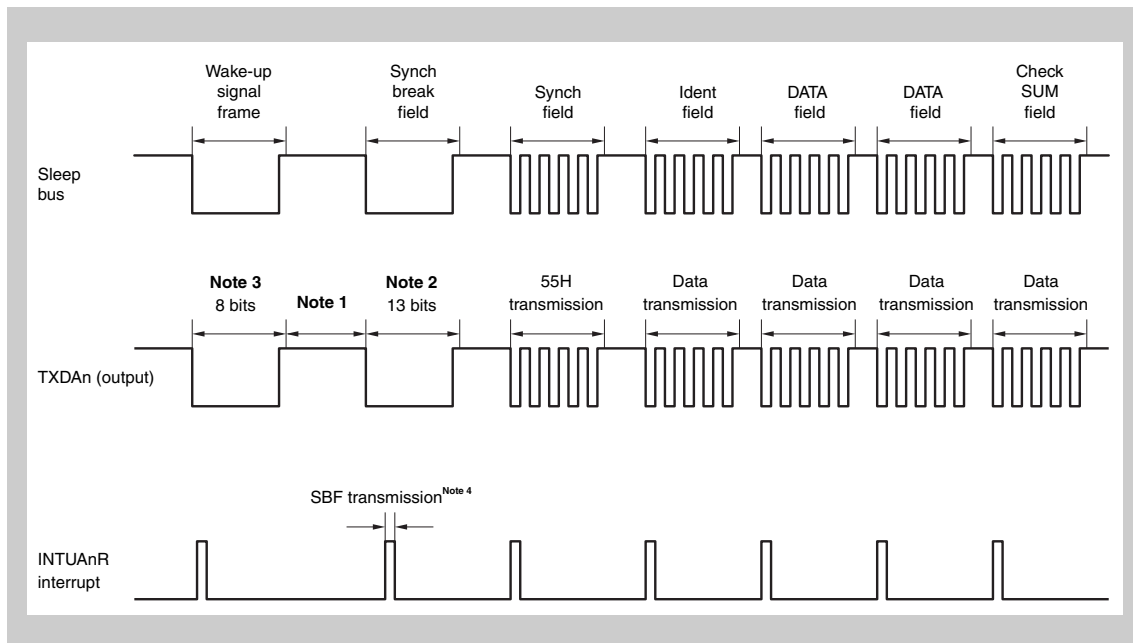 Wake-up
signal
frame
Synch
break
field
Synch
field
Ident
field
DATA
field
DATA
field
Check
SUM
field
Sleep
bus
Note 3
8 bits
Note 1
Note 2
13 bits
55H
transmission
Data
transmission
Data
transmission
Data
transmission
Data
transmission
TXDAn (output)
SBF transmission Note 4
INTUAnR
interrupt